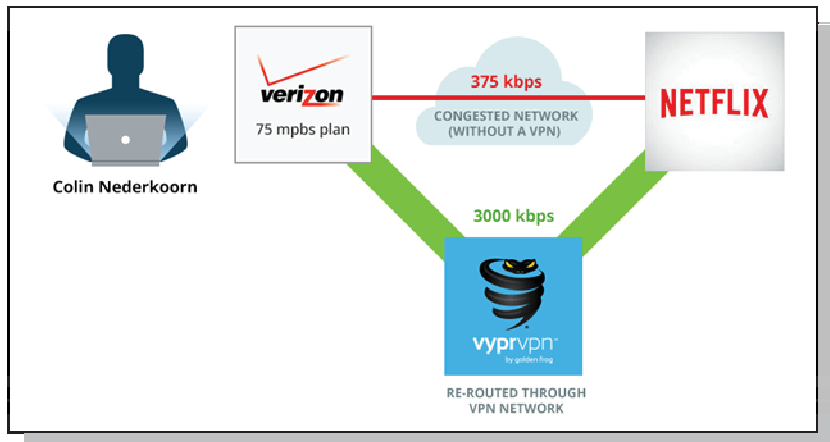 Colin Nederkoorn
verizon
75 mpbs plan
375 kbps
CONGESTED NETWORK
(WITHOUT A VPN)
NETFLIX
3000 kbps
vyprvpn™
by golden frog
RE-ROUTED THROUGH
VPN NETWORK